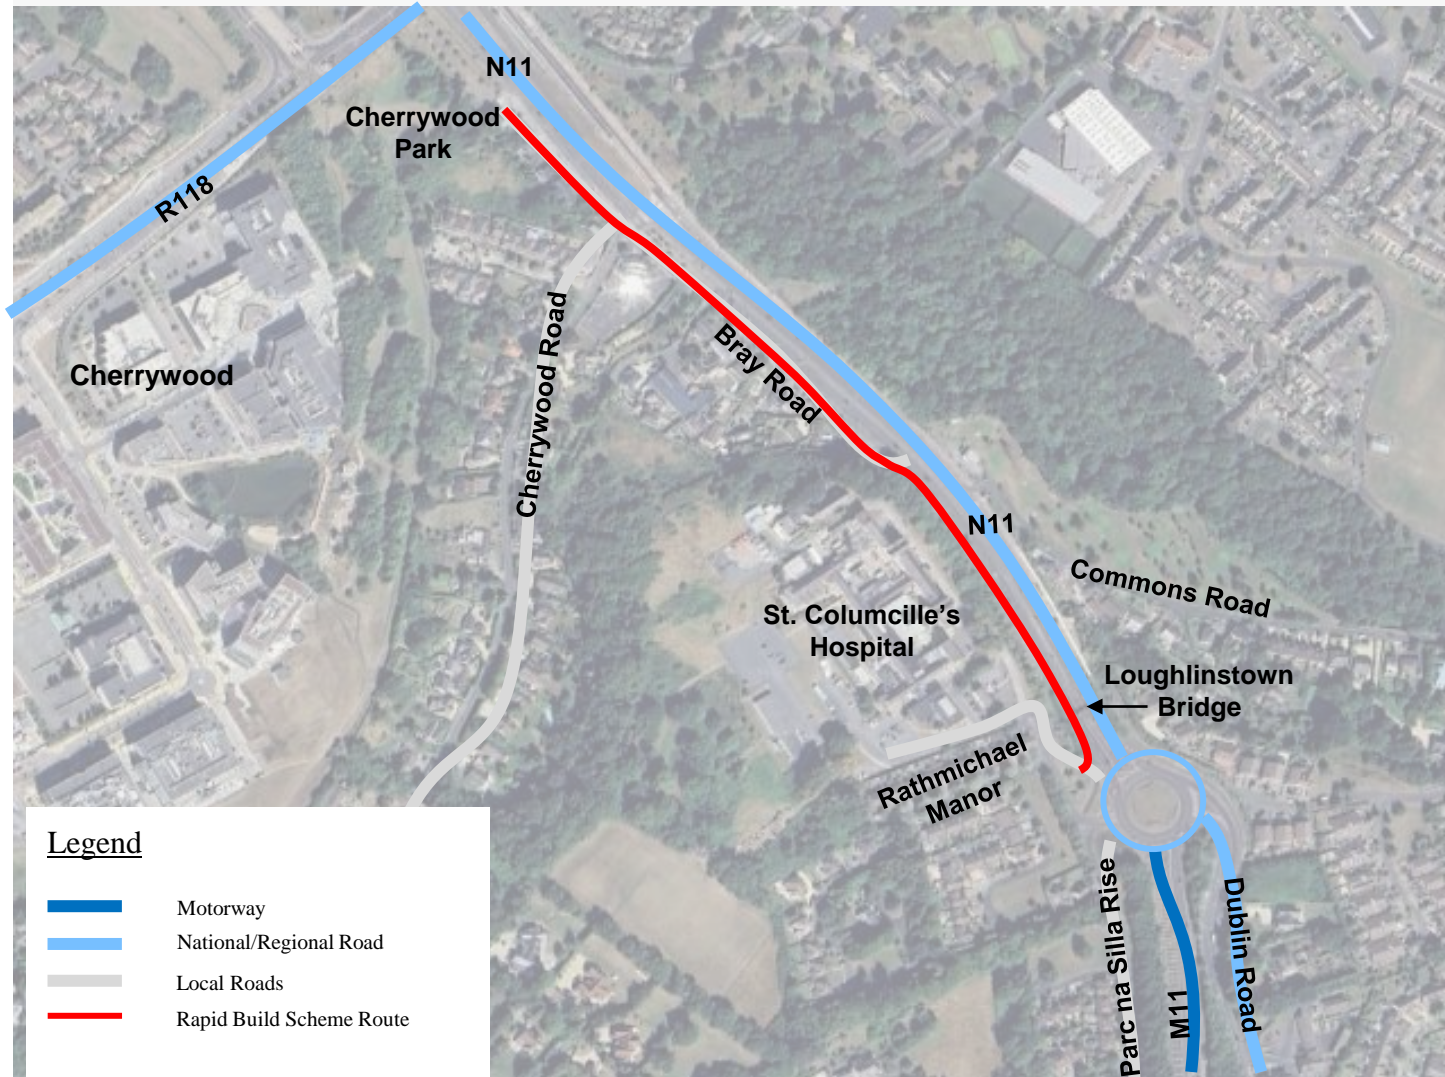 N11
Cherrywood
Park
R118
Cherrywood
Cherrywood Road
Bray Road
N11
Commons Road
St. Columcille’s
Hospital
Loughlinstown
Bridge
Rathmichael
Manor
Parc na Silla Rise
M11
Dublin Road
Legend
Motorway
National/Regional Road
Local Roads
Rapid Build Scheme Route